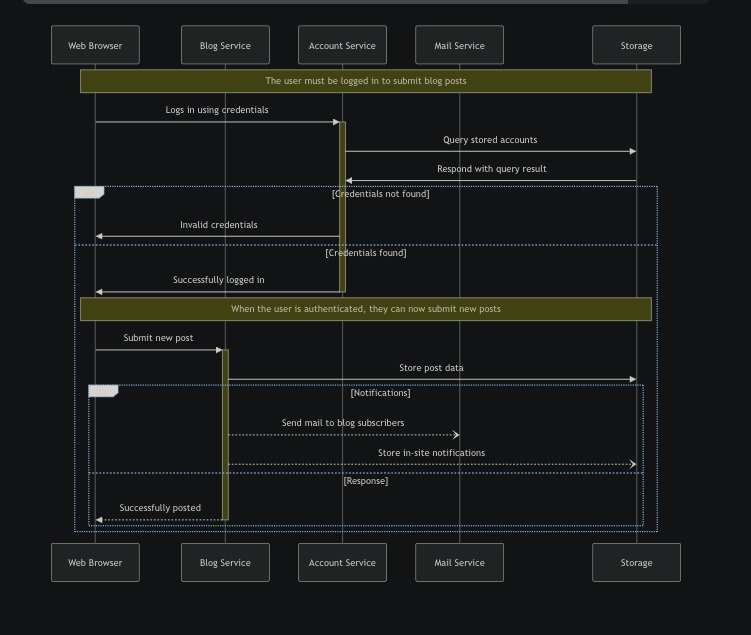 Web Browser
Blog Service
Account Service
Mail Service
Storage
The user must be logged in to submit blog posts
Logs in using credentials
Query stored accounts
Respond with query result
[Credentials not found]
Invalid credentials
[Credentials found]
Successfully logged in
When the user is authenticated, they can now submit new posts
Submit new post
Store post data
[Notifications]
Send mail to blog subscribers
Store in-site notifications
[Response]
Successfully posted
Web Browser
Blog Service
Account Service
Mail Service
Storage